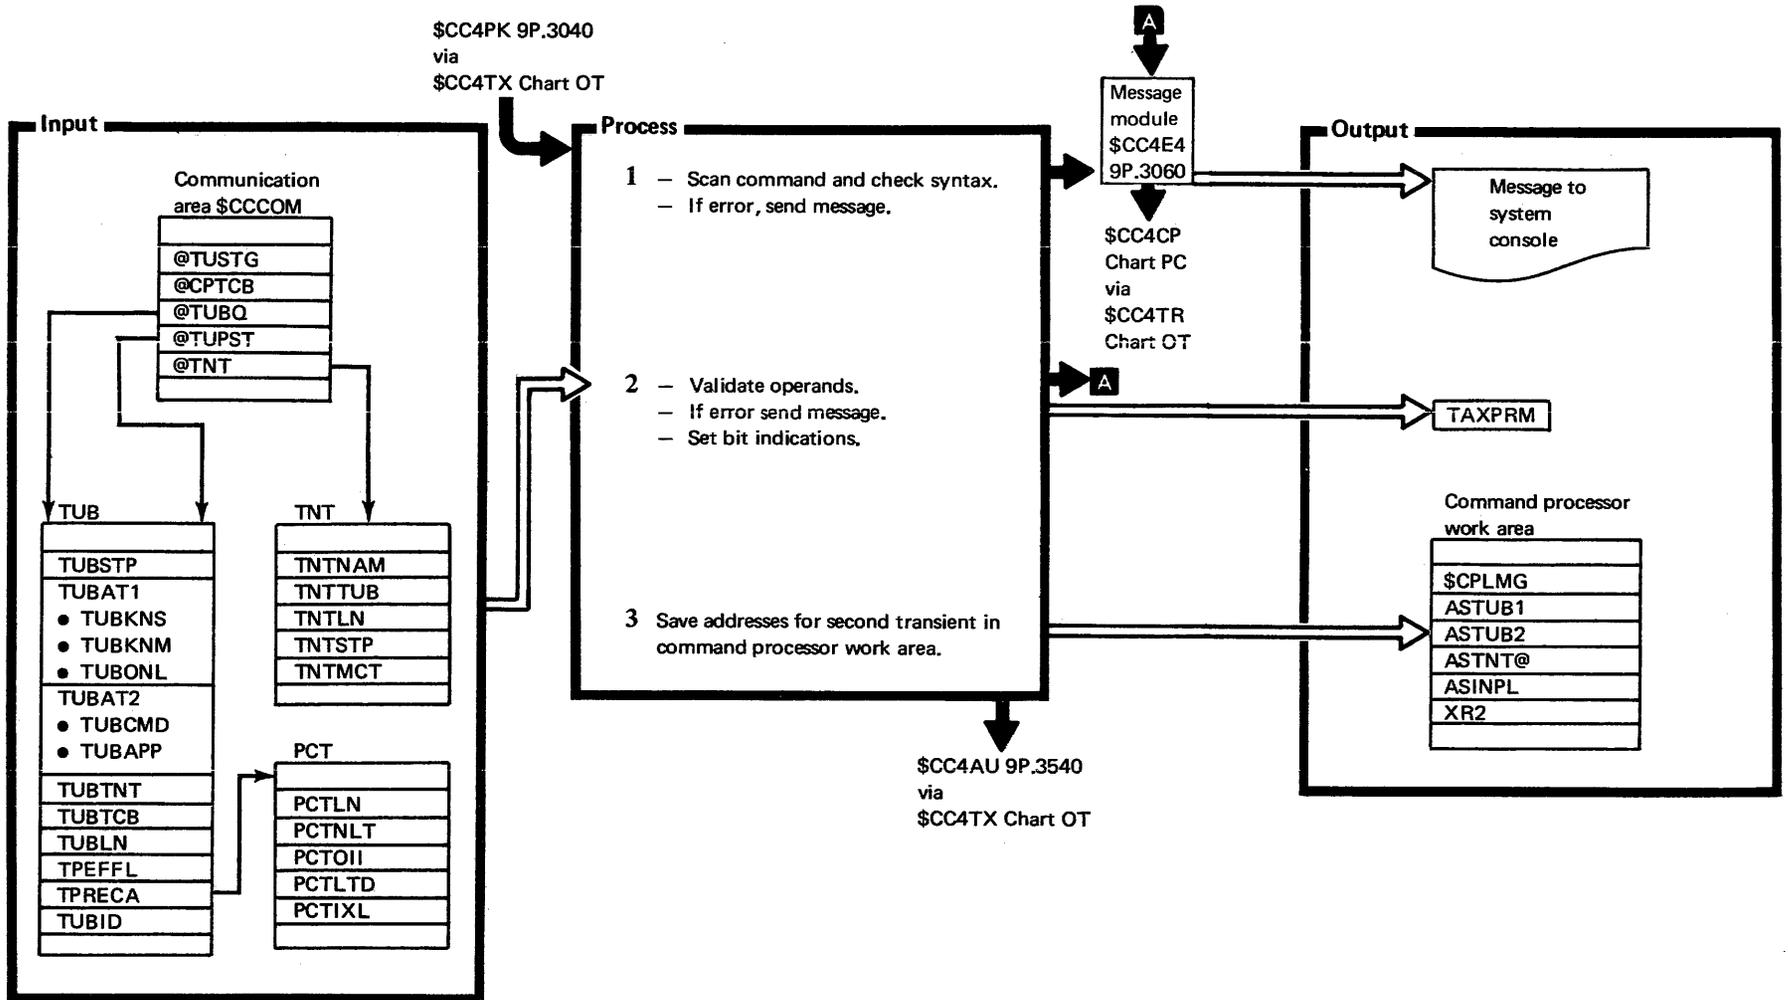 $CC4PK 9P.3040
via
$CC4TX Chart OT
Input
Communication
area $CCCOM
@TUSTG
@CPTCB
@TUBQ
@TUPST
@TNT
TUB
TUBSTP
TUBAT1
● TUBKNS
● TUBKNM
● TUBONL
TUBAT2
● TUBCMD
● TUBAPP
TUBTNT
TUBTCB
TUBLN
TPEFFL
TPRECA
TUBID
TNT
TNTNAM
TNTTUB
TNTLN
TNTSTP
TNTMCT
PCT
PCTLN
PCTNLT
PCTOII
PCTLTD
PCTIXL
Process
1 — Scan command and check syntax.
— If error, send message.
2 — Validate operands.
— If error send message.
— Set bit indications.
3 Save addresses for second transient in
command processor work area.
$CC4AU 9P.3540
via
$CC4TX Chart OT
A
Message
module
$CC4E4
9P.3060
$CC4CP
Chart PC
via
$CC4TR
Chart OT
A
Output
Message to
system
console
TAXPRM
Command processor
work area
$CPLMG
ASTUB1
ASTUB2
ASTNT@
ASINPL
XR2